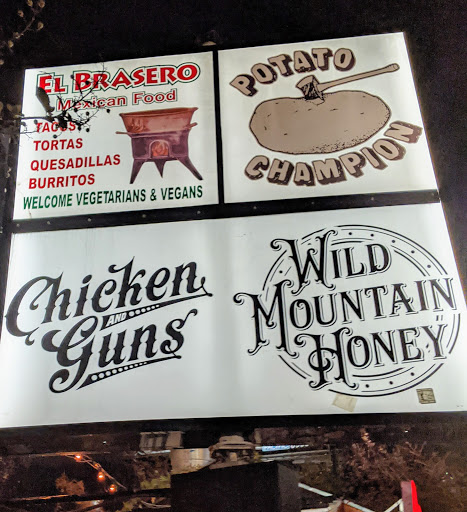 EL BRASERO
Mexican Food
TACOS
TORTAS
QUESADILLAS
BURRITOS
WELCOME VEGETARIANS & VEGANS
POTATO
CHAMPION
Chicken
AND
Guns
WILD
MOUNTAIN
HONEY